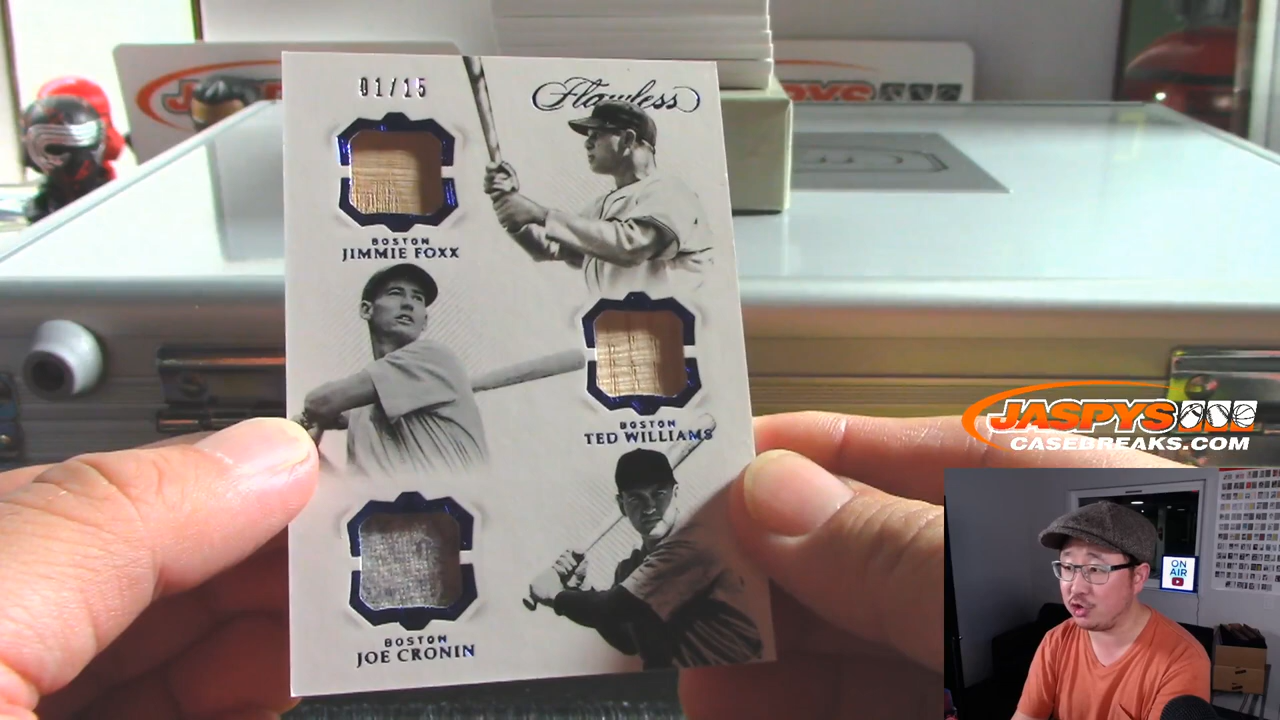 01/15
Flawless
BOSTON
JIMMIE FOXX
BOSTON
TED WILLIAMS
BOSTON
JOE CRONIN
JASPYS
CASEBREAKS.COM
ON
AIR